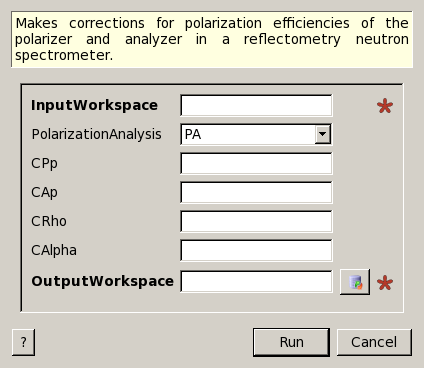 Makes corrections for polarization efficiencies of the
polarizer and analyzer in a reflectometry neutron
spectrometer.
InputWorkspace
PolarizationAnalysis PA
CPp
CAp
CRho
CAlpha
OutputWorkspace
? Run Cancel